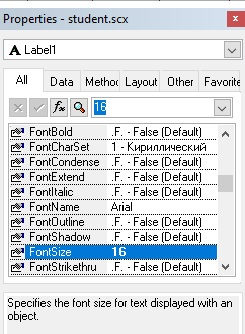 Properties - student.scx
A Label1
All Data Method Layout Other Favorite
fx 16
FontBold .F. - False (Default)
FontCharSet 1 - Кириллический
FontCondense .F. - False (Default)
FontExtend .F. - False (Default)
FontItalic .F. - False (Default)
FontName Arial
FontOutline .F. - False (Default)
FontShadow .F. - False (Default)
FontSize 16
FontStrikethru .F. - False (Default)
Specifies the font size for text displayed with an
object.